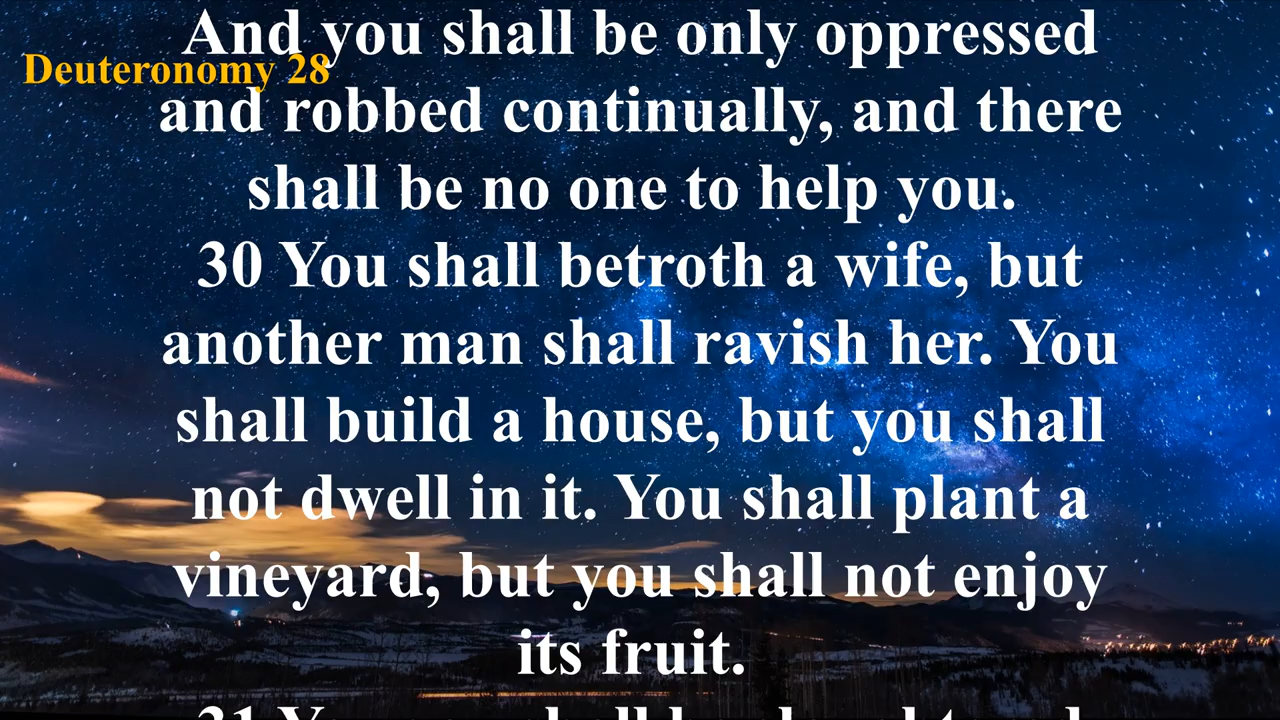 And you shall be only oppressed
Deuteronomy 28
and robbed continually, and there
shall be no one to help you.
30 You shall betroth a wife, but
another man shall ravish her. You
shall build a house, but you shall
not dwell in it. You shall plant a
vineyard, but you shall not enjoy
its fruit.
31